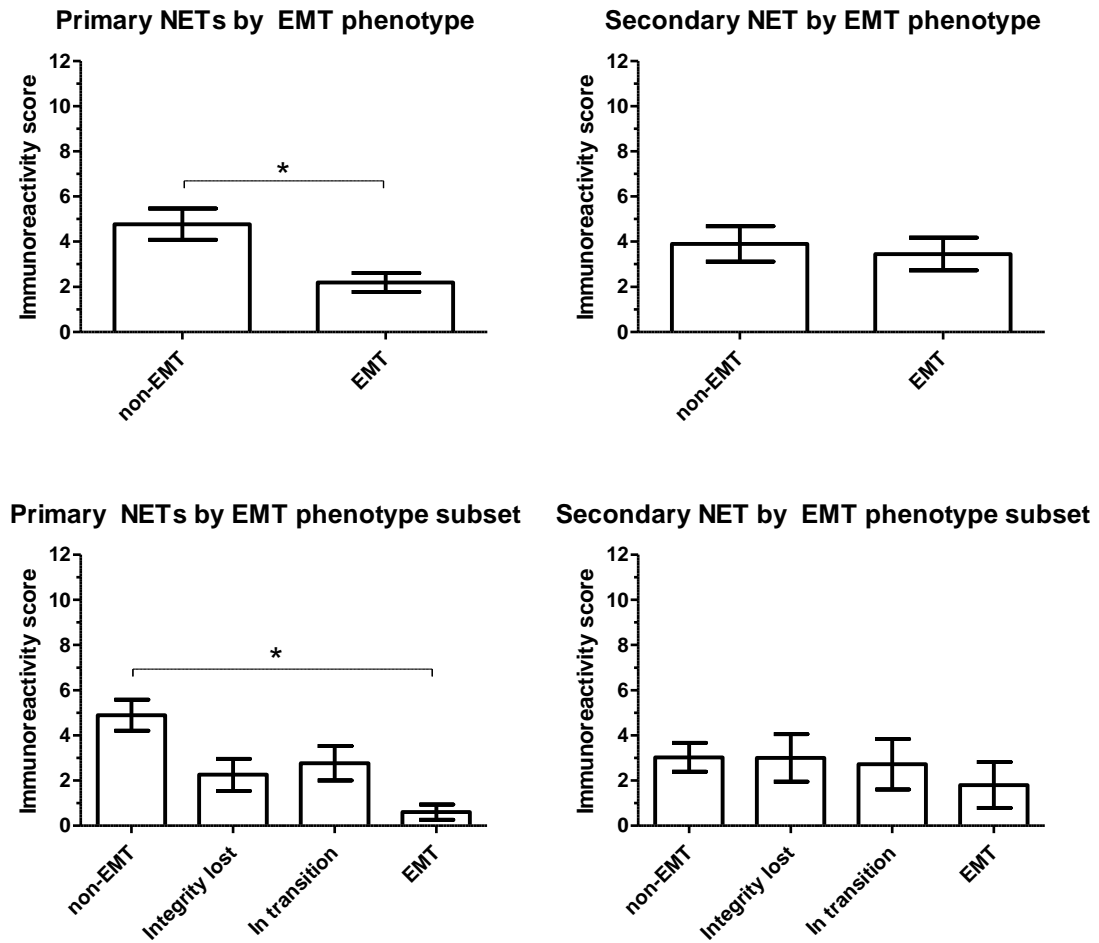 Primary NETs by EMT phenotype
Immunoreactivity score
12
10
8
6
4
2
0
*
non-EMT
EMT
Secondary NET by EMT phenotype
Immunoreactivity score
12
10
8
6
4
2
0
non-EMT
EMT
Primary NETs by EMT phenotype subset
Immunoreactivity score
12
10
8
6
4
2
0
*
non-EMT
Integrity lost
In transition
EMT
Secondary NET by EMT phenotype subset
Immunoreactivity score
12
10
8
6
4
2
0
non-EMT
Integrity lost
In transition
EMT